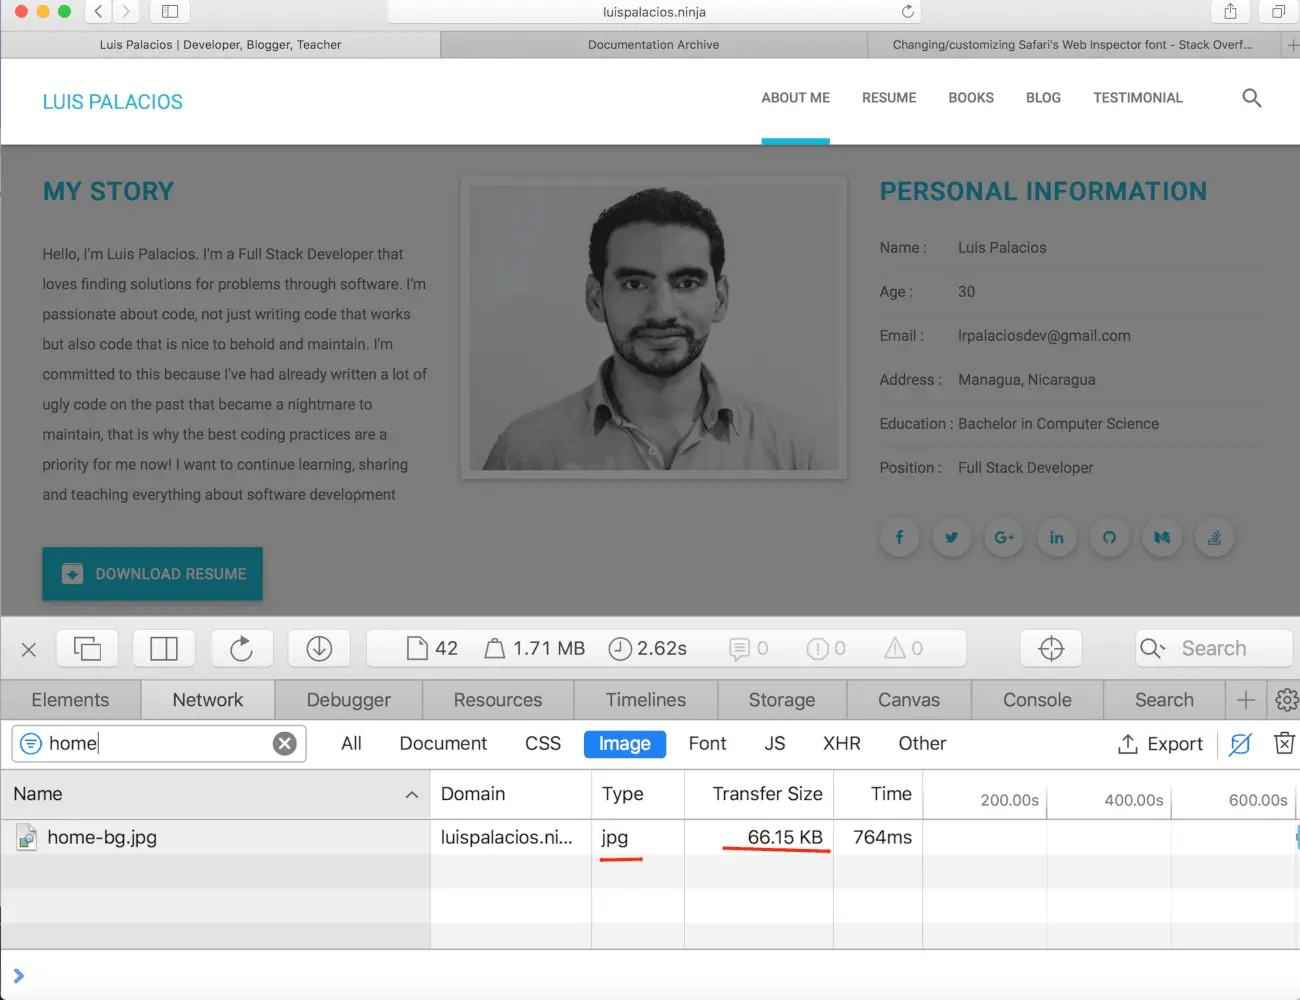 luispalacios.ninja
Luis Palacios | Developer, Blogger, Teacher
Documentation Archive
Changing/customizing Safari's Web Inspector font - Stack Overf...
LUIS PALACIOS
ABOUT ME
RESUME
BOOKS
BLOG
TESTIMONIAL
MY STORY
Hello, I'm Luis Palacios. I'm a Full Stack Developer that
loves finding solutions for problems through software. I'm
passionate about code, not just writing code that works
but also code that is nice to behold and maintain. I'm
committed to this because I've had already written a lot of
ugly code on the past that became a nightmare to
maintain, that is why the best coding practices are a
priority for me now! I want to continue learning, sharing
and teaching everything about software development
DOWNLOAD RESUME
PERSONAL INFORMATION
Name : Luis Palacios
Age : 30
Email : lrpalaciosdev@gmail.com
Address : Managua, Nicaragua
Education : Bachelor in Computer Science
Position : Full Stack Developer
f G+ in
42 1.71 MB 2.62s 0 0 0
Search
Elements Network Debugger Resources Timelines Storage Canvas Console Search
home
All Document CSS Image Font JS XHR Other
Export
Name Domain Type Transfer Size Time 200.00s 400.00s 600.00s
home-bg.jpg luispalacios.ni... jpg 66.15 KB 764ms